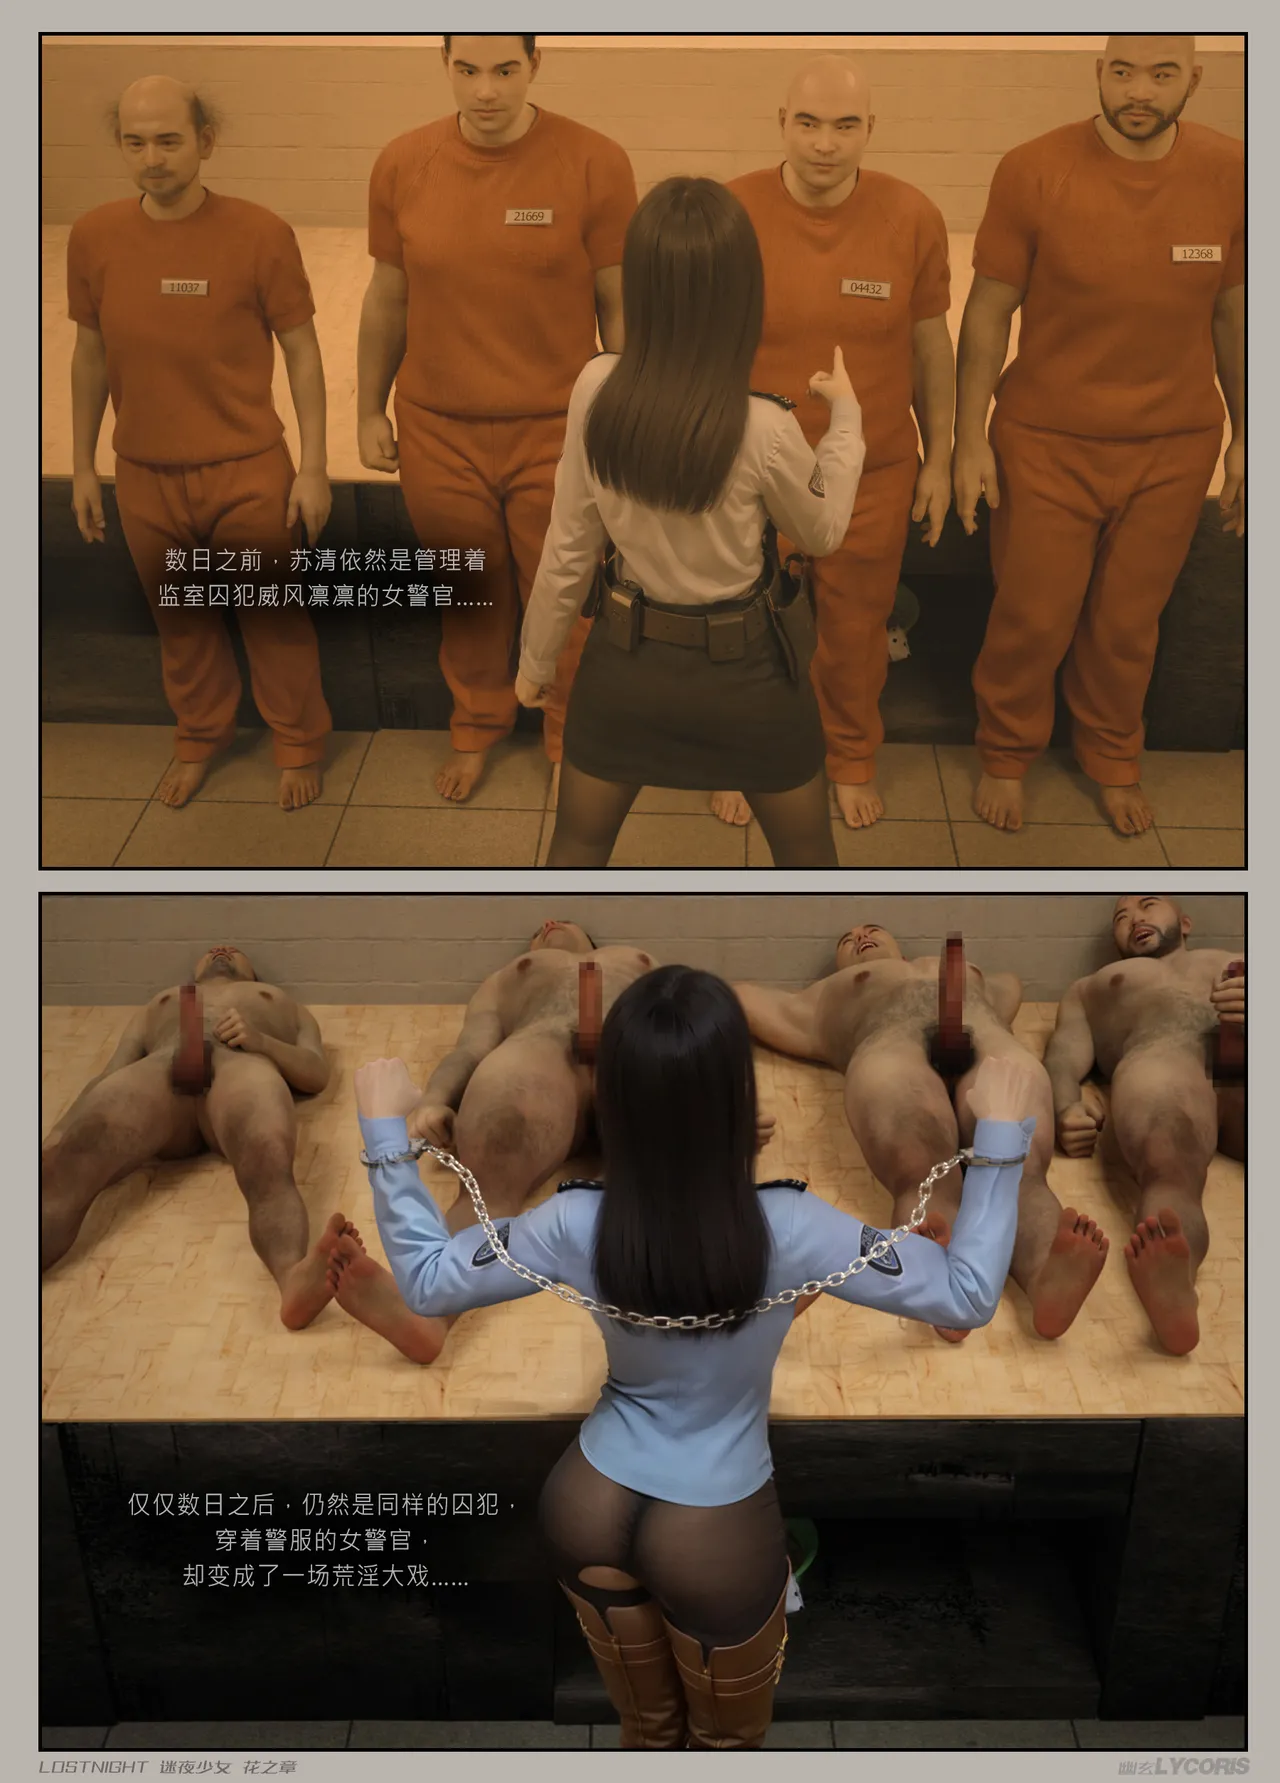 21669
12368
11037
04432
数日之前，苏清依然是管理着
监室囚犯威风凛凛的女警官……
仅仅数日之后，仍然是同样的囚犯，
穿着警服的女警官，
却变成了一场荒淫大戏……
LOSTNIGHT 迷夜少女 花之章
幽玄LYCORIS